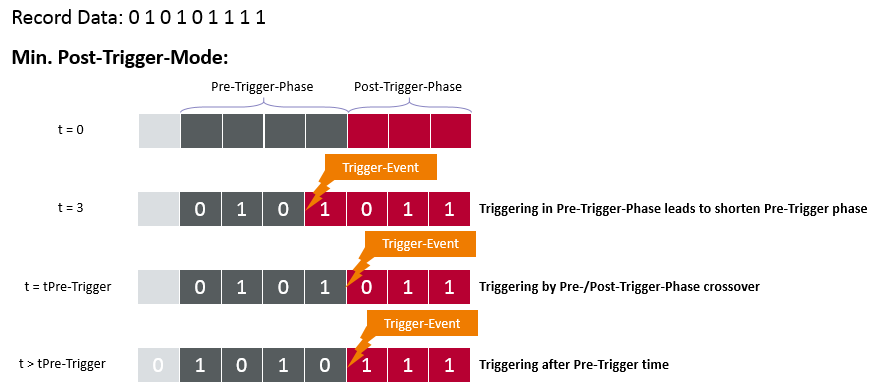 Record Data: 0 1 0 1 0 1 1 1 1
Min. Post-Trigger-Mode:
Pre-Trigger-Phase Post-Trigger-Phase
t = 0
Trigger-Event
t = 3 0 1 0 1 0 1 1 Triggering in Pre-Trigger-Phase leads to shorten Pre-Trigger phase
Trigger-Event
t = tPre-Trigger 0 1 0 1 0 1 1 Triggering by Pre-/Post-Trigger-Phase crossover
Trigger-Event
t > tPre-Trigger 0 1 0 1 0 1 1 1 Triggering after Pre-Trigger time